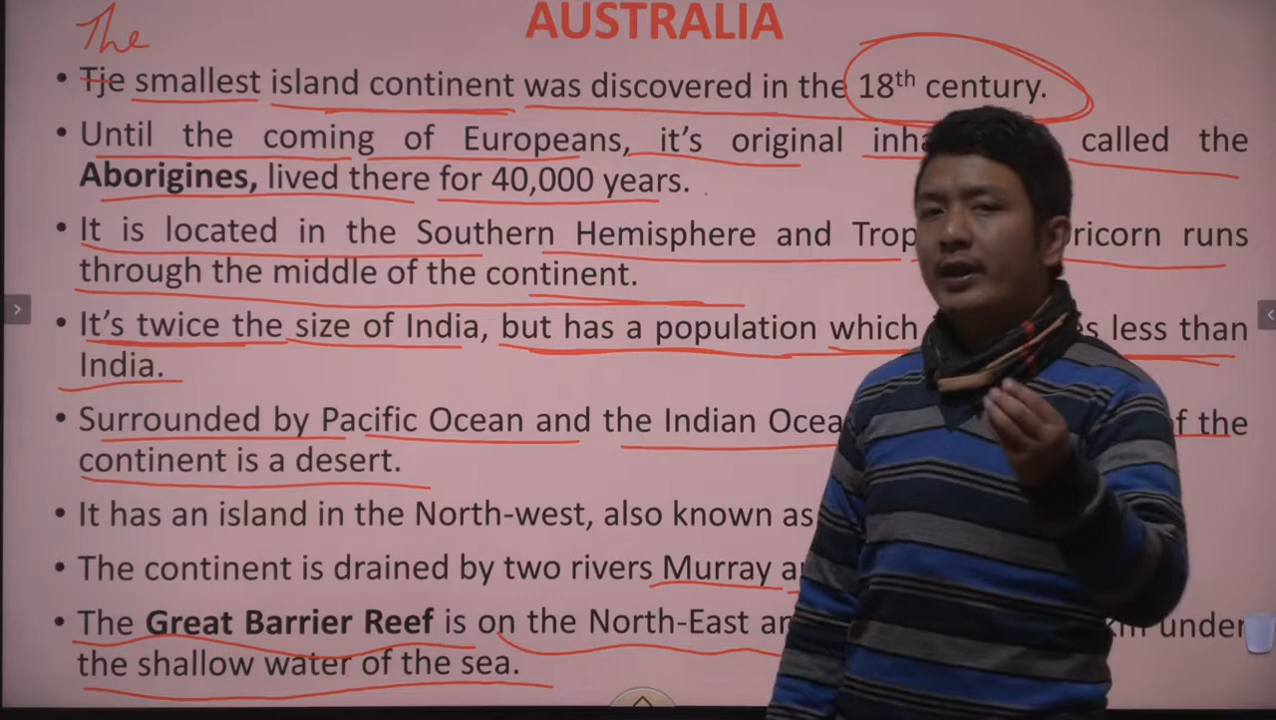 AUSTRALIA
The
• Tje smallest island continent was discovered in the 18th century.
• Until the coming of Europeans, it's original called the
Aborigines, lived there for 40,000 years.
• It is located in the Southern Hemisphere and runs
through the middle of the continent.
• It's twice the size of India, but has a population which less than
India.
• Surrounded by Pacific Ocean and the Indian the
continent is a desert.
• It has an island in the North-west, also known as
• The continent is drained by two rivers Murray
• The Great Barrier Reef is on the North-East under
the shallow water of the sea.